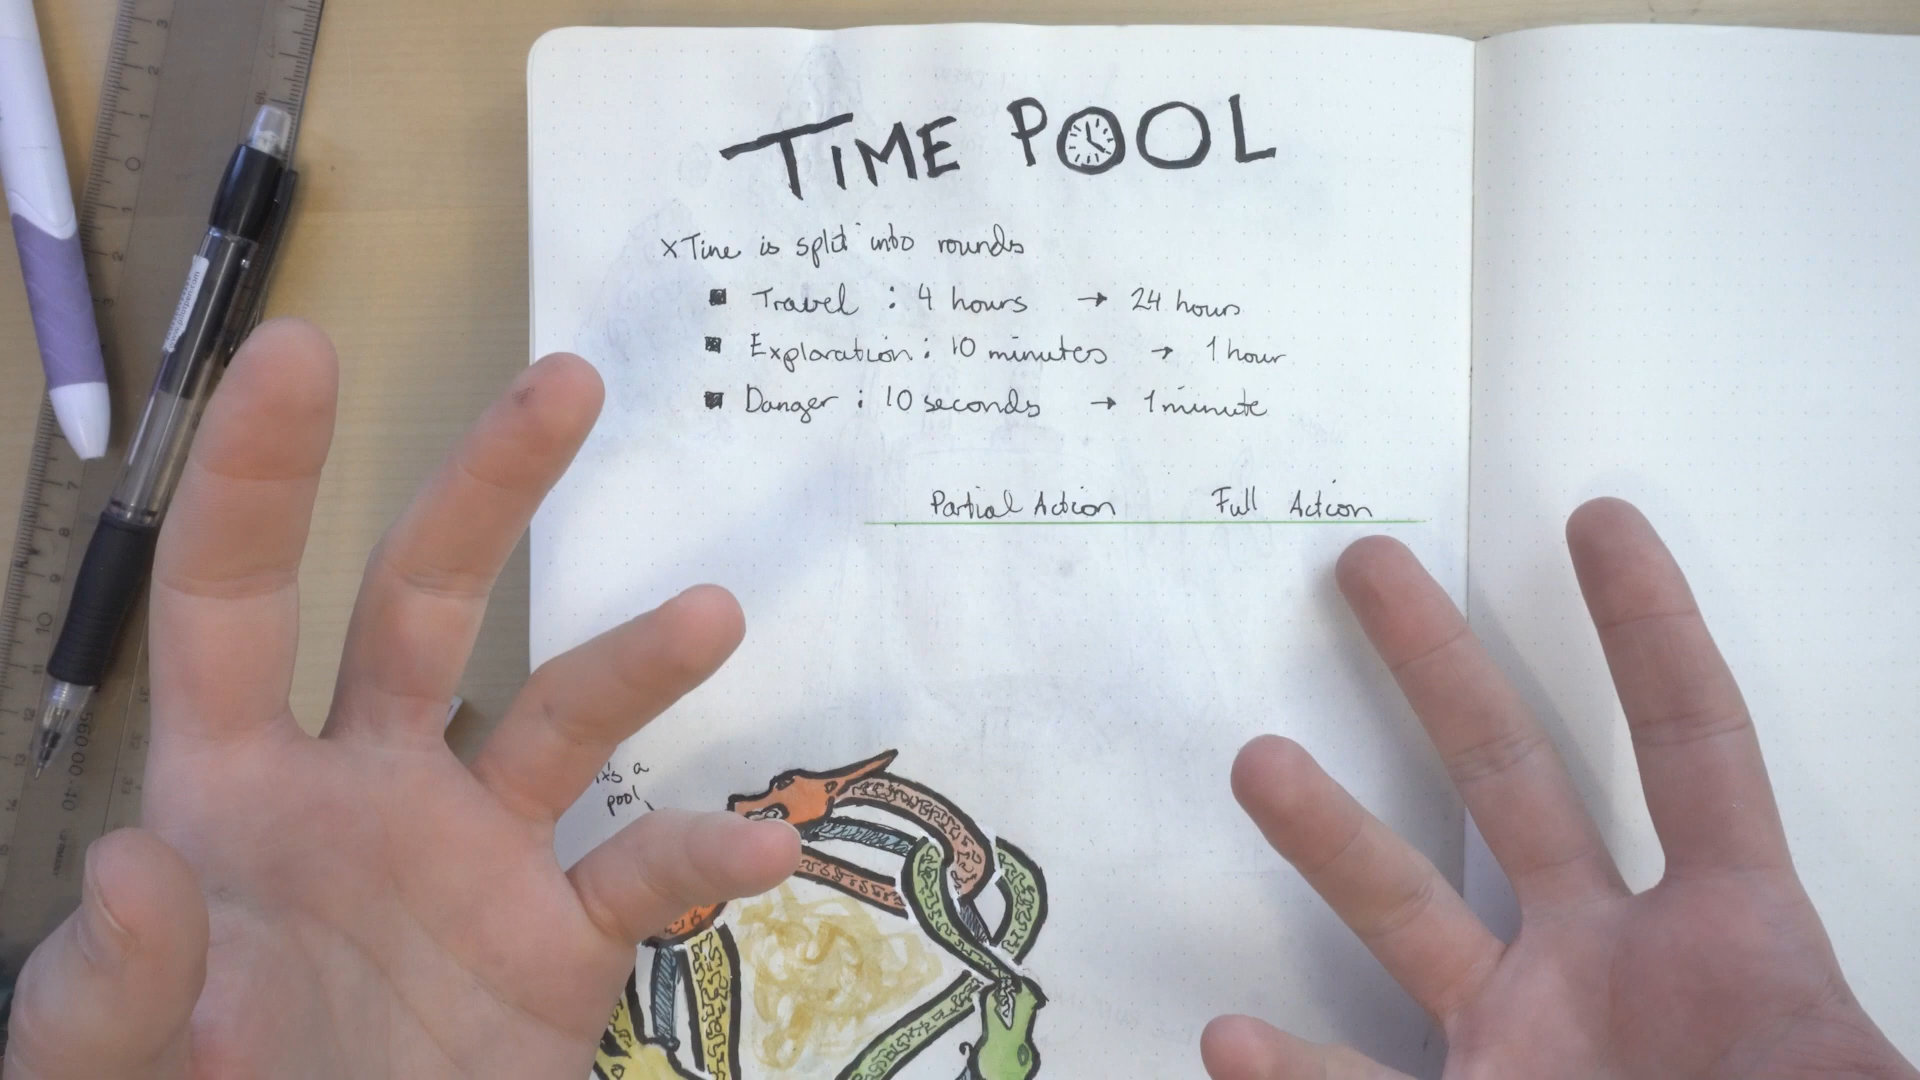 TIME POOL
x Time is split into rounds
Travel : 4 hours → 24 hours
Exploration : 10 minutes → 1 hour
Danger : 10 seconds → 1 minute
Partial Action Full Action
it's a
pool